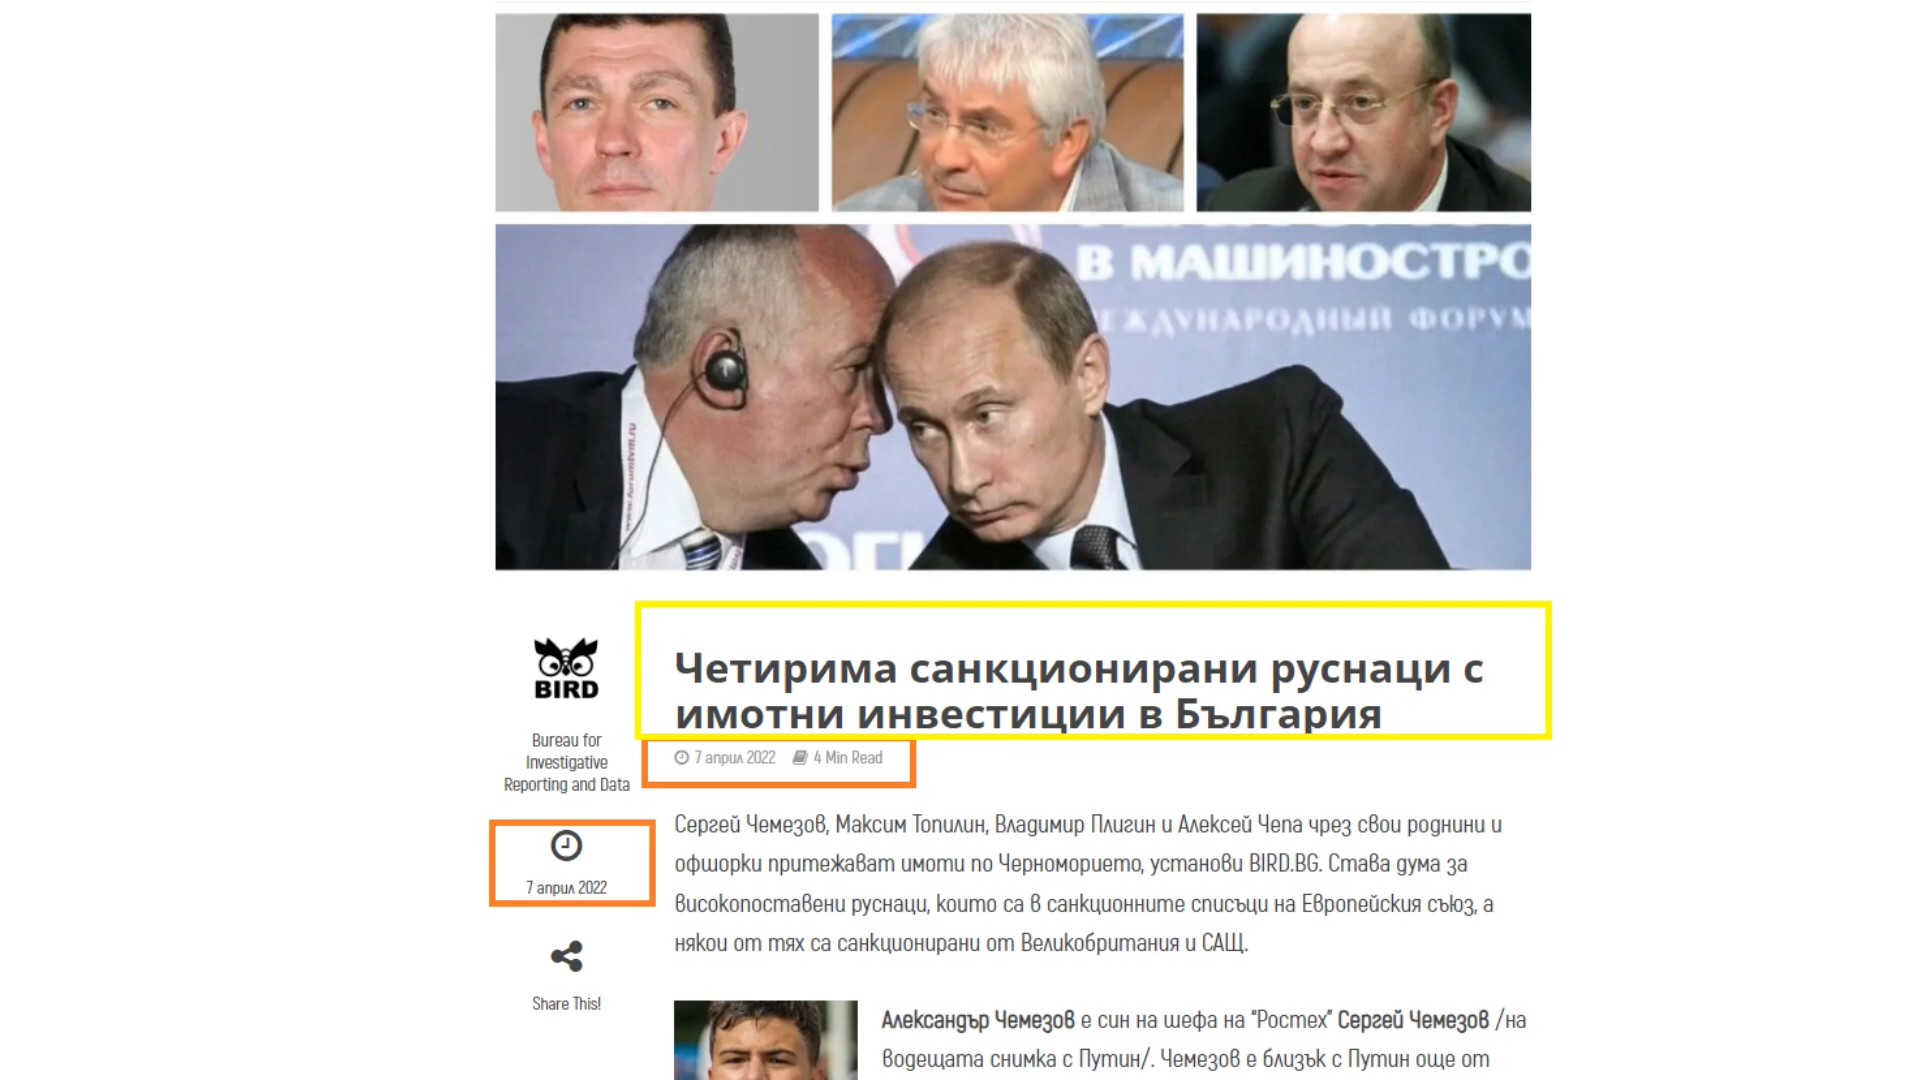 В МАШИНОСТРО
ЖДУНАРОДНЫЙ ФОРУМ
www.forumtvm.ru
Четирима санкционирани руснаци с
имотни инвестиции в България
7 април 2022 4 Min Read
BIRD
Bureau for
Investigative
Reporting and Data
7 април 2022
Share This!
Сергей Чемезов, Максим Топилин, Владимир Плигин и Алексей Чепа чрез свои роднини и
офшорки притежават имоти по Черноморието, установи BIRD.BG. Става дума за
високопоставени руснаци, които са в санкционните списъци на Европейския съюз, а
някои от тях са санкционирани от Великобритания и САЩ.
Александър Чемезов е син на шефа на “Ростех” Сергей Чемезов /на
водещата снимка с Путин/. Чемезов е близък с Путин още от